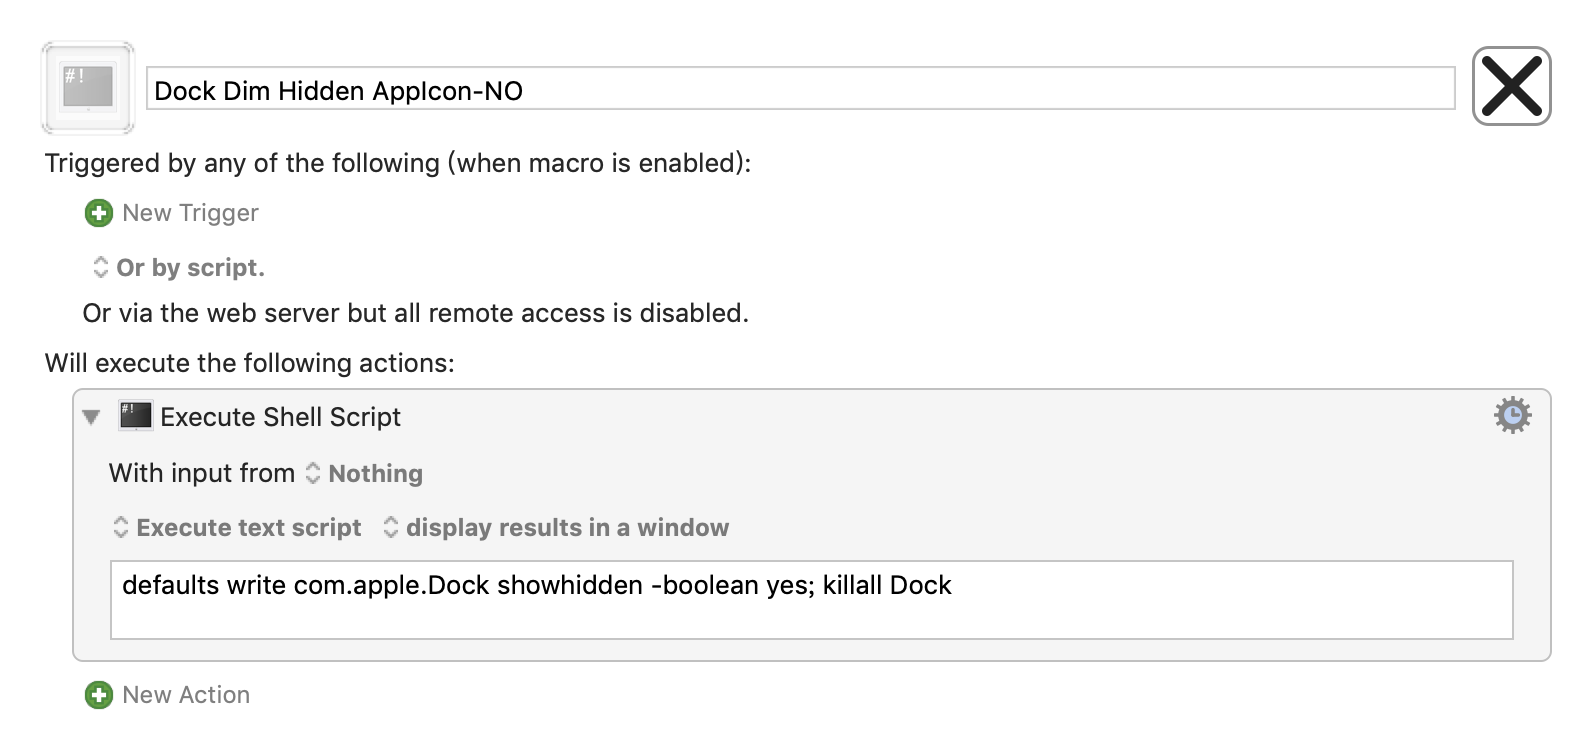 #!
Dock Dim Hidden AppIcon-NO
Triggered by any of the following (when macro is enabled):
New Trigger
Or by script.
Or via the web server but all remote access is disabled.
Will execute the following actions:
#! Execute Shell Script
With input from Nothing
Execute text script display results in a window
defaults write com.apple.Dock showhidden -boolean yes; killall Dock
New Action